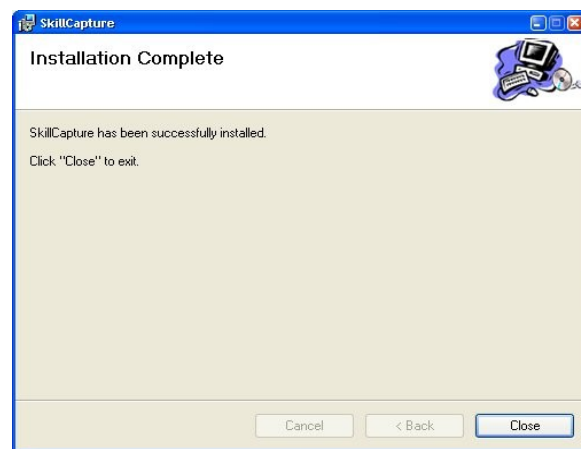 SkillCapture
Installation Complete
SkillCapture has been successfully installed.
Click "Close" to exit.
Cancel
< Back
Close